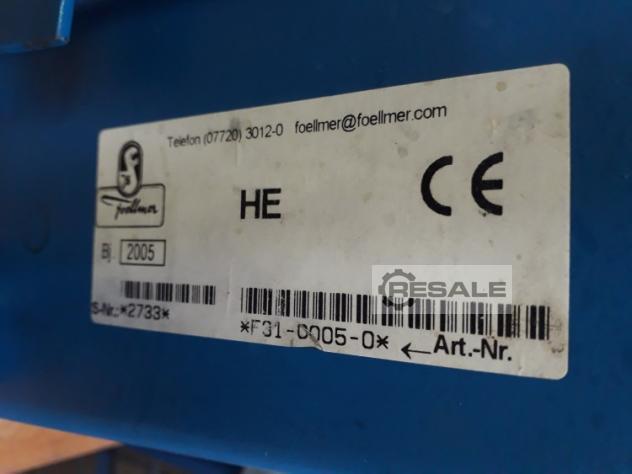 Telefon (07720) 3012-0 foellmer@foellmer.com
foellmer
HE
CE
Bj. 2005
RESALE
S-Nr.: *2733*
*F31-0005-0* ← Art.-Nr.